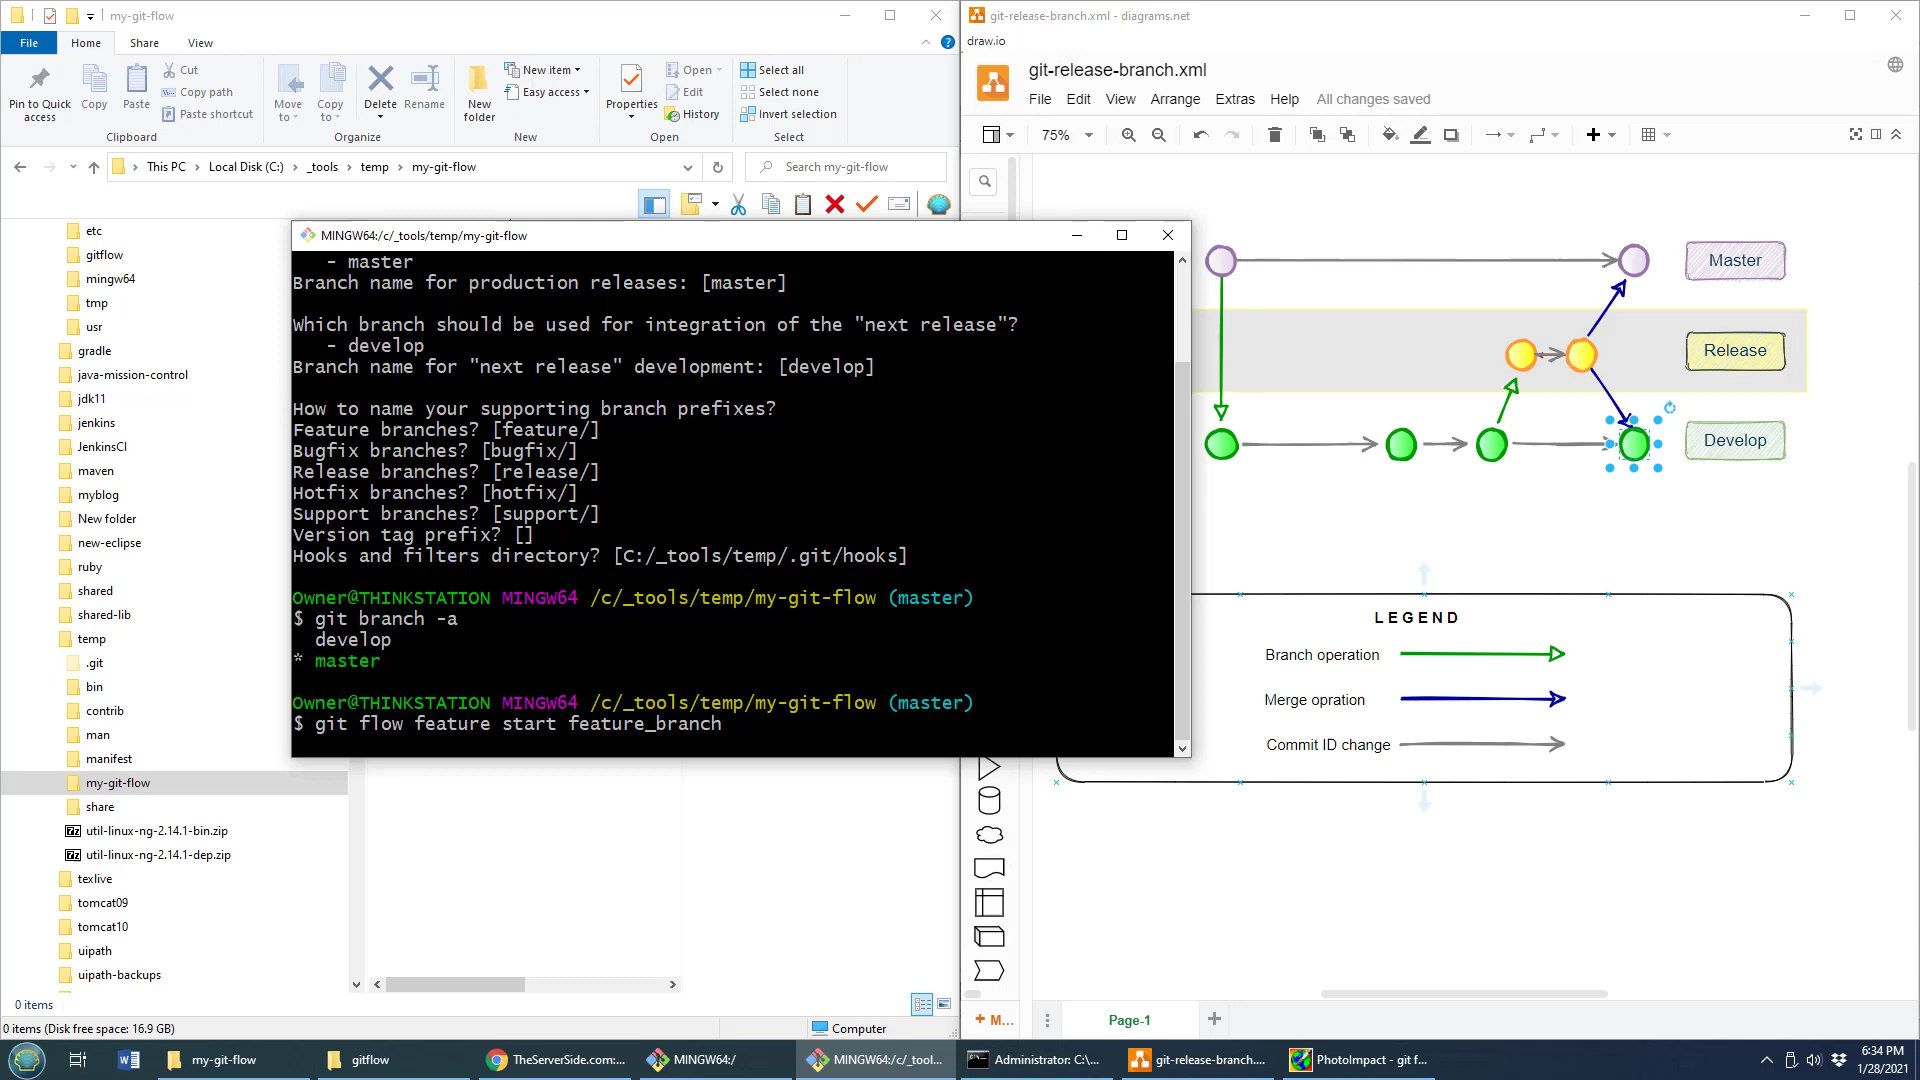 my-git-flow
File
Home
Share
View
Pin to Quick access
Copy
Paste
Cut
Copy path
Paste shortcut
Clipboard
Move to
Copy to
Delete
Rename
Organize
New folder
New item
Easy access
New
Properties
Open
Edit
History
Open
Select all
Select none
Invert selection
Select
This PC
Local Disk (C:)
_tools
temp
my-git-flow
Search my-git-flow
etc
gitflow
mingw64
tmp
usr
gradle
java-mission-control
jdk11
jenkins
JenkinsCI
maven
myblog
New folder
new-eclipse
ruby
shared
shared-lib
temp
.git
bin
contrib
man
manifest
my-git-flow
share
util-linux-ng-2.14.1-bin.zip
util-linux-ng-2.14.1-dep.zip
texlive
tomcat09
tomcat10
uipath
uipath-backups
0 items
0 items (Disk free space: 16.9 GB)
Computer
MINGW64:/c/_tools/temp/my-git-flow
- master
Branch name for production releases: [master]
Which branch should be used for integration of the "next release"?
- develop
Branch name for "next release" development: [develop]
How to name your supporting branch prefixes?
Feature branches? [feature/]
Bugfix branches? [bugfix/]
Release branches? [release/]
Hotfix branches? [hotfix/]
Support branches? [support/]
Version tag prefix? []
Hooks and filters directory? [C:/_tools/temp/.git/hooks]
Owner@THINKSTATION MINGW64 /c/_tools/temp/my-git-flow (master)
$ git branch -a
develop
* master
Owner@THINKSTATION MINGW64 /c/_tools/temp/my-git-flow (master)
$ git flow feature start feature_branch
git-release-branch.xml - diagrams.net
draw.io
git-release-branch.xml
File
Edit
View
Arrange
Extras
Help
All changes saved
75%
Master
Release
Develop
LEGEND
Branch operation
Merge opration
Commit ID change
+ M...
Page-1
my-git-flow
gitflow
TheServerSide.com:...
MINGW64:/
MINGW64:/c/_tool...
Administrator: C:\...
git-release-branch....
PhotoImpact - git f...
6:34 PM
1/28/2021